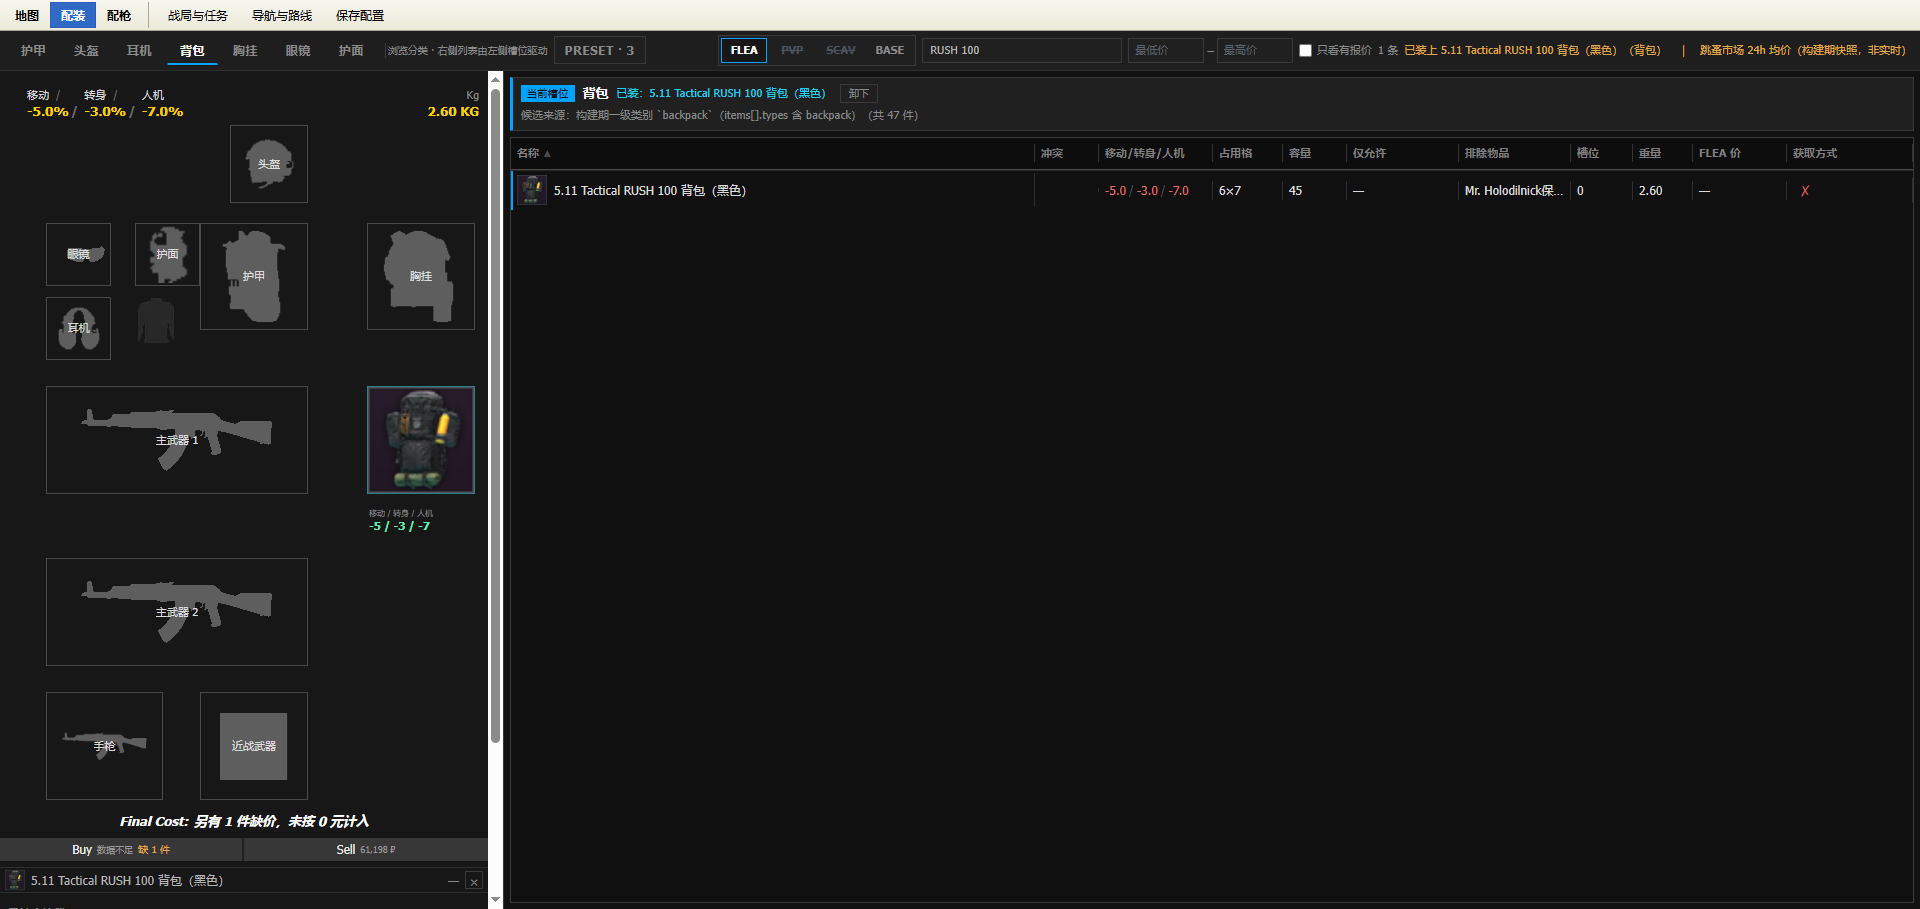 地图 配装 配枪 战局与任务 导航与路线 保存配置
护甲 头盔 耳机 背包 胸挂 眼镜 护面 浏览分类 · 右侧列表由左侧槽位驱动 PRESET · 3 FLEA PVP SCAV BASE RUSH 100 最低价 – 最高价 只看有报价 1 条 已装上 5.11 Tactical RUSH 100 背包（黑色）（背包） | 跳蚤市场 24h 均价（构建期快照，非实时）
移动 / 转身 / 人机 Kg
-5.0% / -3.0% / -7.0% 2.60 KG
头盔
眼镜 护面 护甲 胸挂
耳机
主武器 1
移动 / 转身 / 人机
-5 / -3 / -7
主武器 2
手枪 近战武器
Final Cost: 另有 1 件缺价，未按 0 元计入
Buy 数据不足 缺 1 件 Sell 61,198 ₽
5.11 Tactical RUSH 100 背包（黑色） — ×
当前槽位 背包 已装：5.11 Tactical RUSH 100 背包（黑色） 卸下
候选来源：构建期一级类别 `backpack`（items[].types 含 backpack）（共 47 件）
名称 ▲ 冲突 移动/转身/人机 占用格 容量 仅允许 排除物品 槽位 重量 FLEA 价 获取方式
5.11 Tactical RUSH 100 背包（黑色） -5.0 / -3.0 / -7.0 6×7 45 — Mr. Holodilnick保... 0 2.60 — ✗